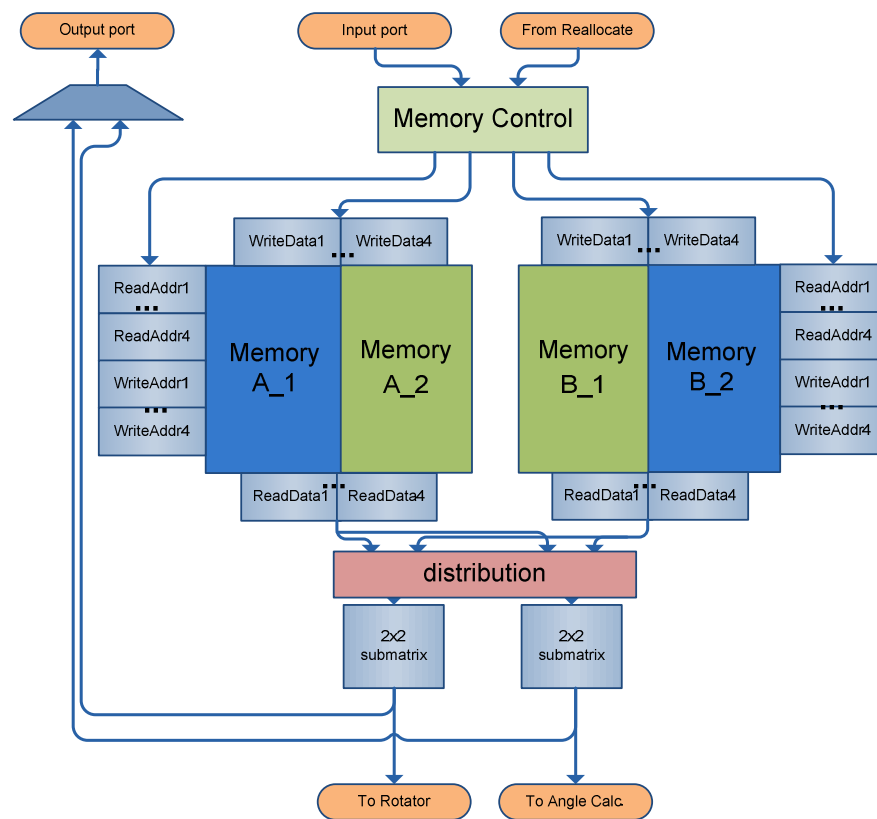 Output port
Input port
From Reallocate
Memory Control
WriteData1
WriteData4
...
WriteData1
WriteData4
...
ReadAddr1
...
ReadAddr4
WriteAddr1
...
WriteAddr4
Memory
A_1
Memory
A_2
Memory
B_1
Memory
B_2
ReadAddr1
...
ReadAddr4
WriteAddr1
...
WriteAddr4
ReadData1
...
ReadData4
ReadData1
...
ReadData4
distribution
2x2
submatrix
2x2
submatrix
To Rotator
To Angle Calc.